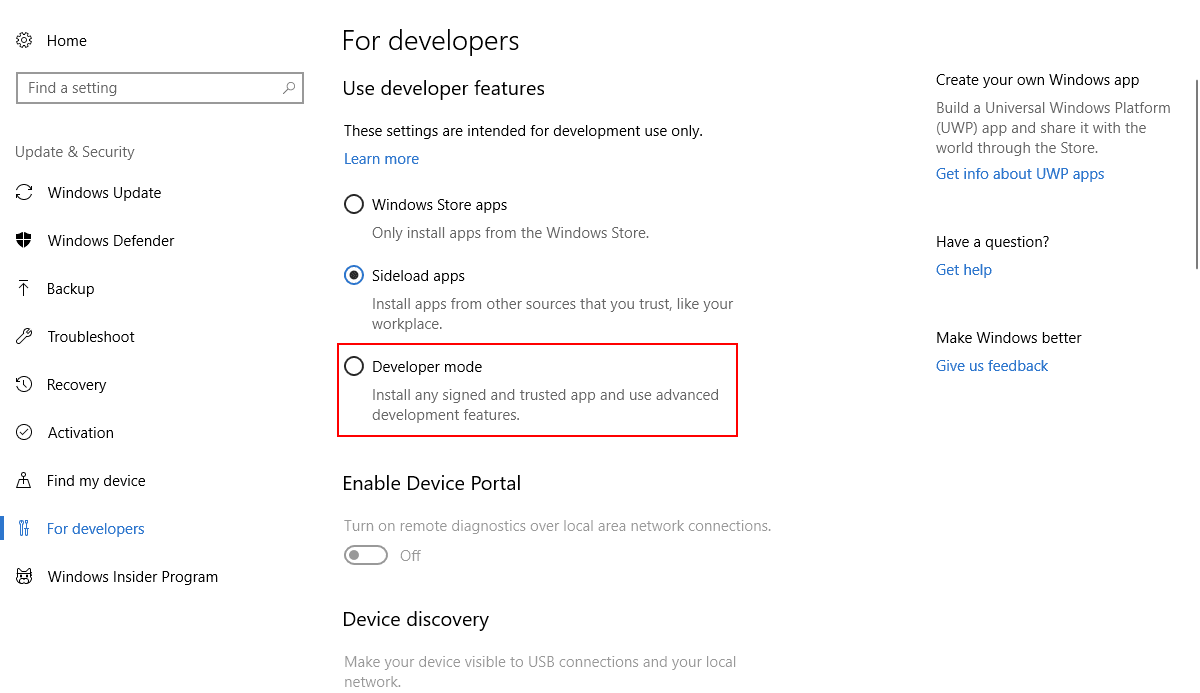 Home
Find a setting
Update & Security
Windows Update
Windows Defender
Backup
Troubleshoot
Recovery
Activation
Find my device
For developers
Windows Insider Program
For developers
Use developer features
These settings are intended for development use only.
Learn more
Windows Store apps
Only install apps from the Windows Store.
Sideload apps
Install apps from other sources that you trust, like your
workplace.
Developer mode
Install any signed and trusted app and use advanced
development features.
Enable Device Portal
Turn on remote diagnostics over local area network connections.
Off
Device discovery
Make your device visible to USB connections and your local
network.
Create your own Windows app
Build a Universal Windows Platform
(UWP) app and share it with the
world through the Store.
Get info about UWP apps
Have a question?
Get help
Make Windows better
Give us feedback